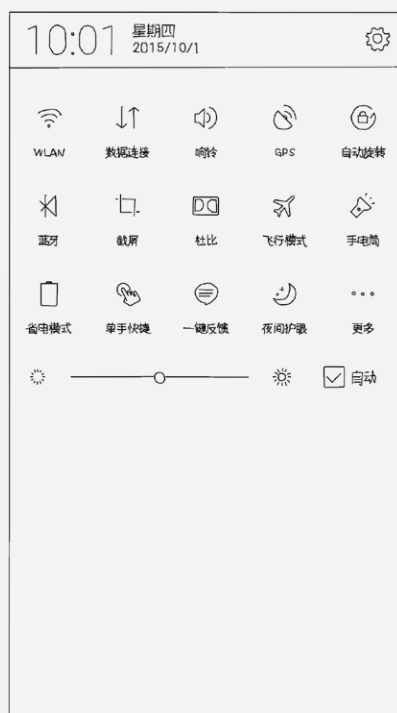 10:01
星期四
2015/10/1
WLAN 数据连接 响铃 GPS 自动旋转
蓝牙 截屏 杜比 飞行模式 手电筒
省电模式 单手快捷 一键反馈 夜间护眼 更多
自动